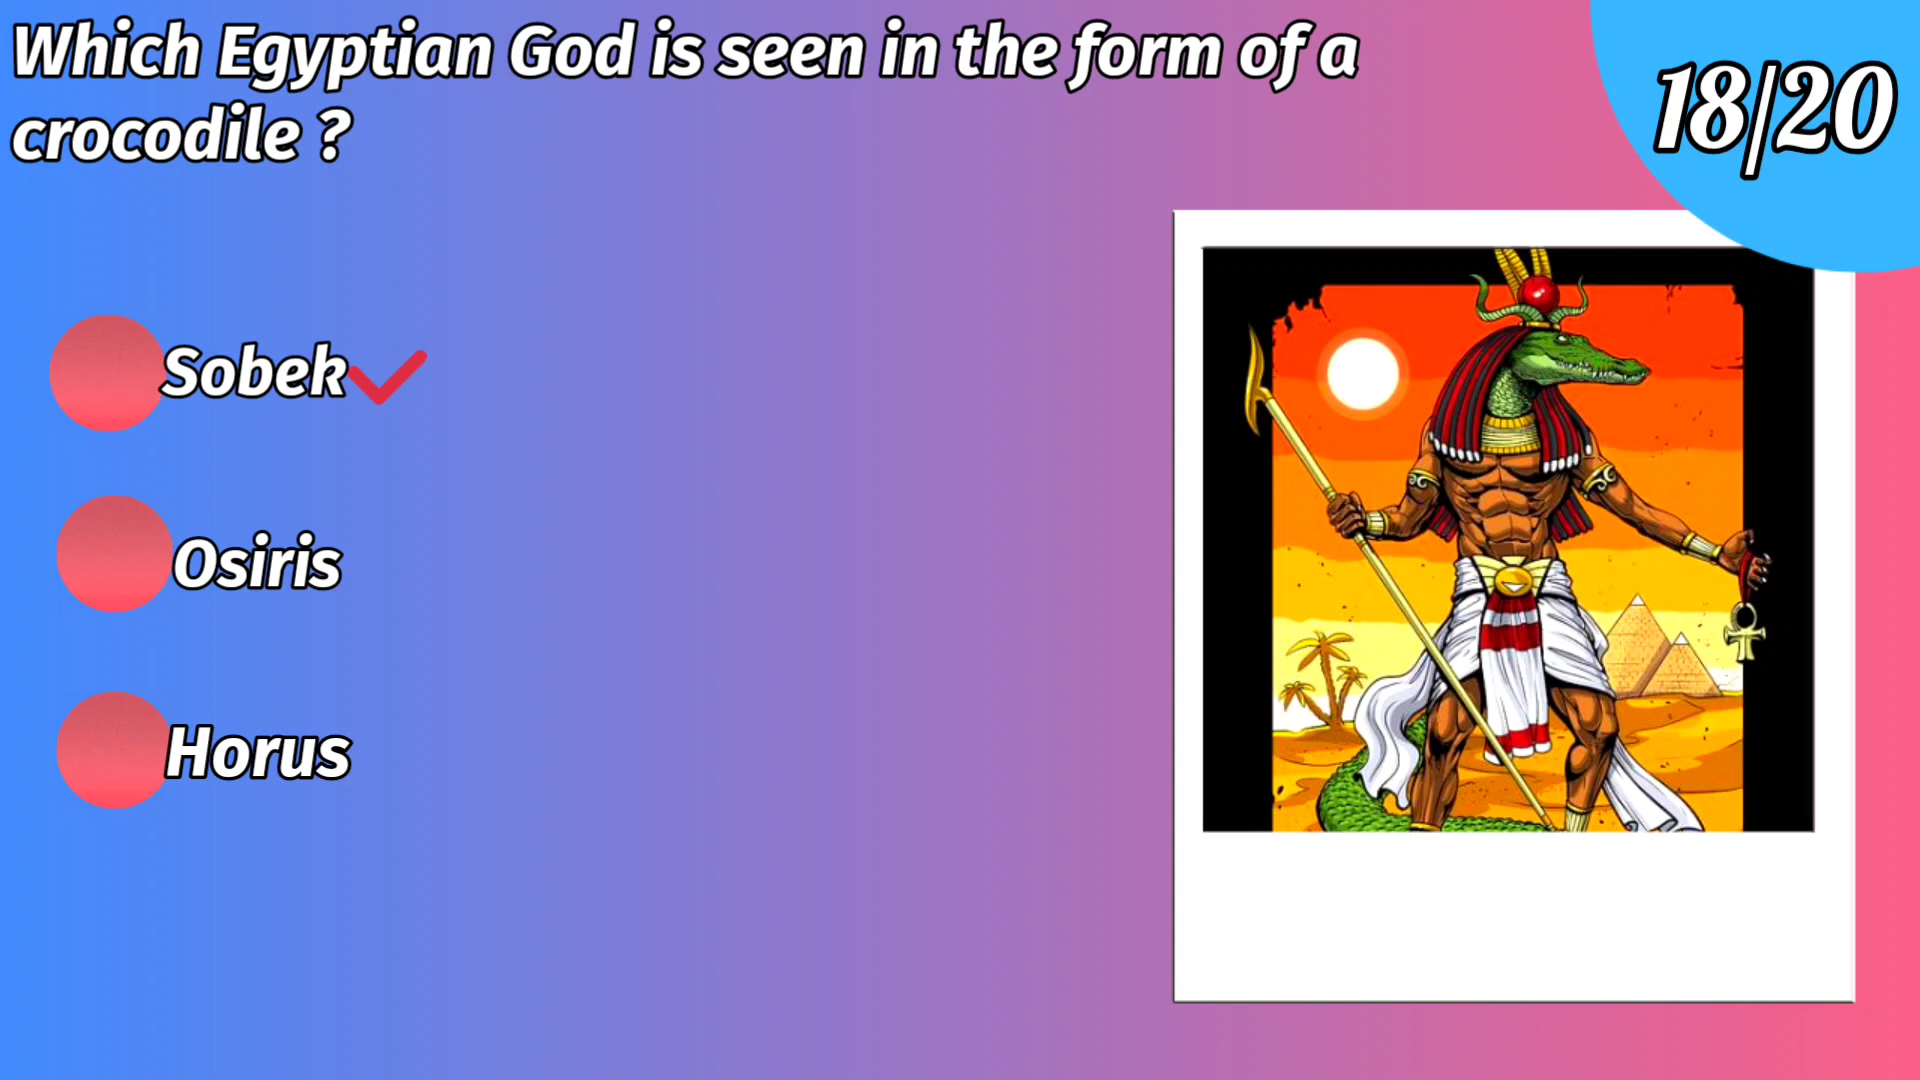 Which Egyptian God is seen in the form of a
crocodile ?
18/20
Sobek
Osiris
Horus